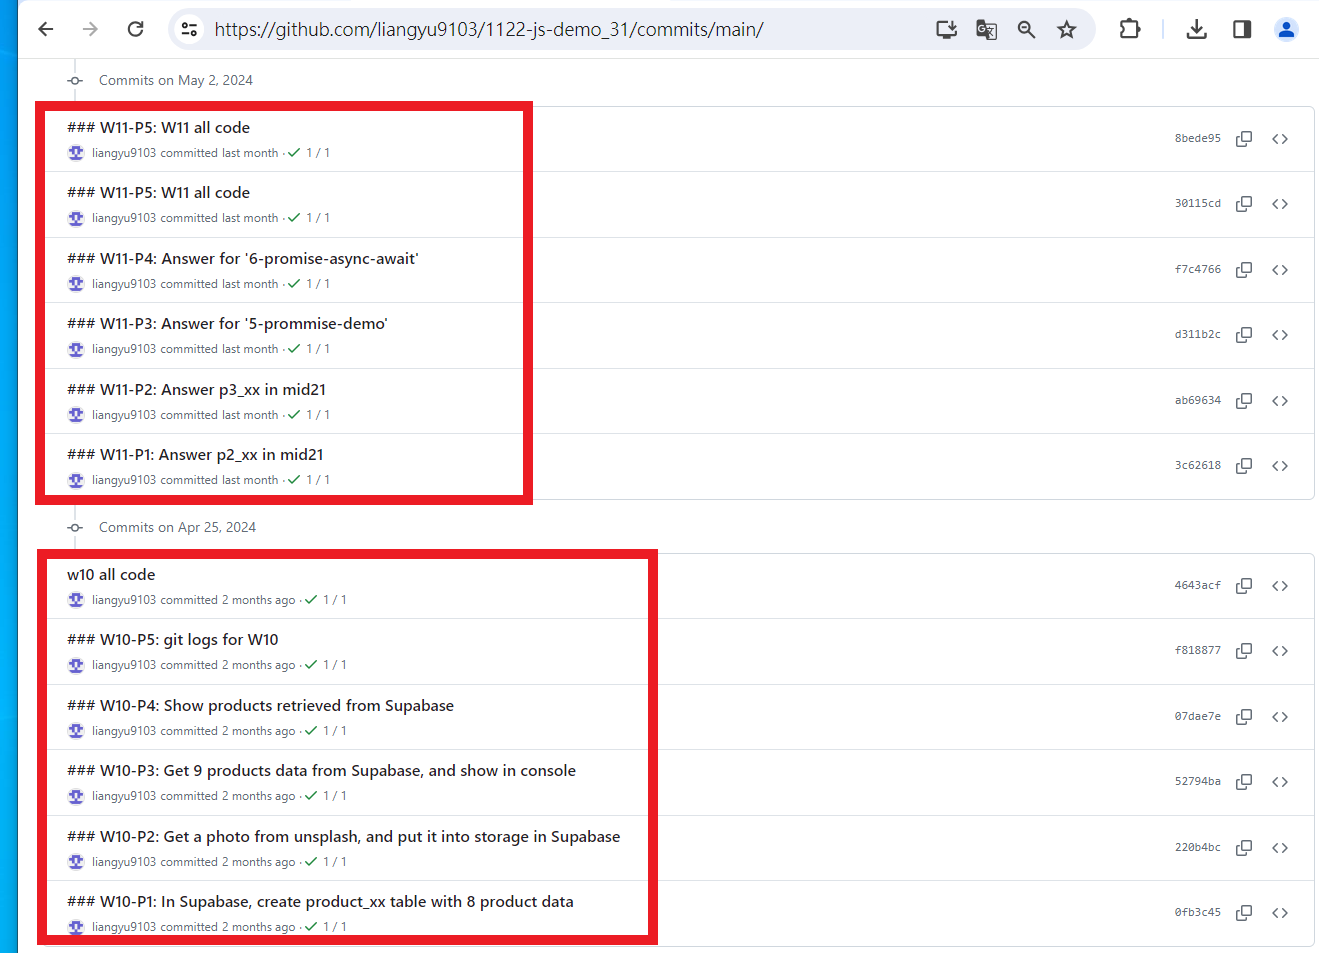 https://github.com/liangyu9103/1122-js-demo_31/commits/main/
Commits on May 2, 2024
### W11-P5: W11 all code
8bede95
liangyu9103 committed last month · 1 / 1
### W11-P5: W11 all code
30115cd
liangyu9103 committed last month · 1 / 1
### W11-P4: Answer for '6-promise-async-await'
f7c4766
liangyu9103 committed last month · 1 / 1
### W11-P3: Answer for '5-prommise-demo'
d311b2c
liangyu9103 committed last month · 1 / 1
### W11-P2: Answer p3_xx in mid21
ab69634
liangyu9103 committed last month · 1 / 1
### W11-P1: Answer p2_xx in mid21
3c62618
liangyu9103 committed last month · 1 / 1
Commits on Apr 25, 2024
w10 all code
4643acf
liangyu9103 committed 2 months ago · 1 / 1
### W10-P5: git logs for W10
f818877
liangyu9103 committed 2 months ago · 1 / 1
### W10-P4: Show products retrieved from Supabase
07dae7e
liangyu9103 committed 2 months ago · 1 / 1
### W10-P3: Get 9 products data from Supabase, and show in console
52794ba
liangyu9103 committed 2 months ago · 1 / 1
### W10-P2: Get a photo from unsplash, and put it into storage in Supabase
220b4bc
liangyu9103 committed 2 months ago · 1 / 1
### W10-P1: In Supabase, create product_xx table with 8 product data
0fb3c45
liangyu9103 committed 2 months ago · 1 / 1